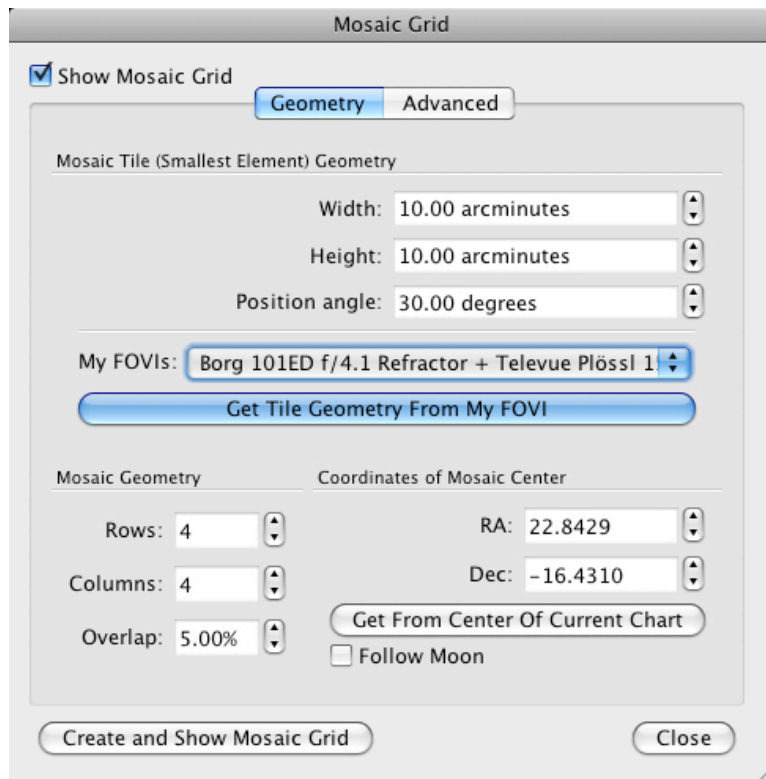 Mosaic Grid
Show Mosaic Grid
Geometry Advanced
Mosaic Tile (Smallest Element) Geometry
Width: 10.00 arcminutes
Height: 10.00 arcminutes
Position angle: 30.00 degrees
My FOVIs: Borg 101ED f/4.1 Refractor + Televue Plössl
Get Tile Geometry From My FOVI
Mosaic Geometry Coordinates of Mosaic Center
Rows: 4 RA: 22.8429
Columns: 4 Dec: -16.4310
Overlap: 5.00% Get From Center Of Current Chart
Follow Moon
Create and Show Mosaic Grid Close